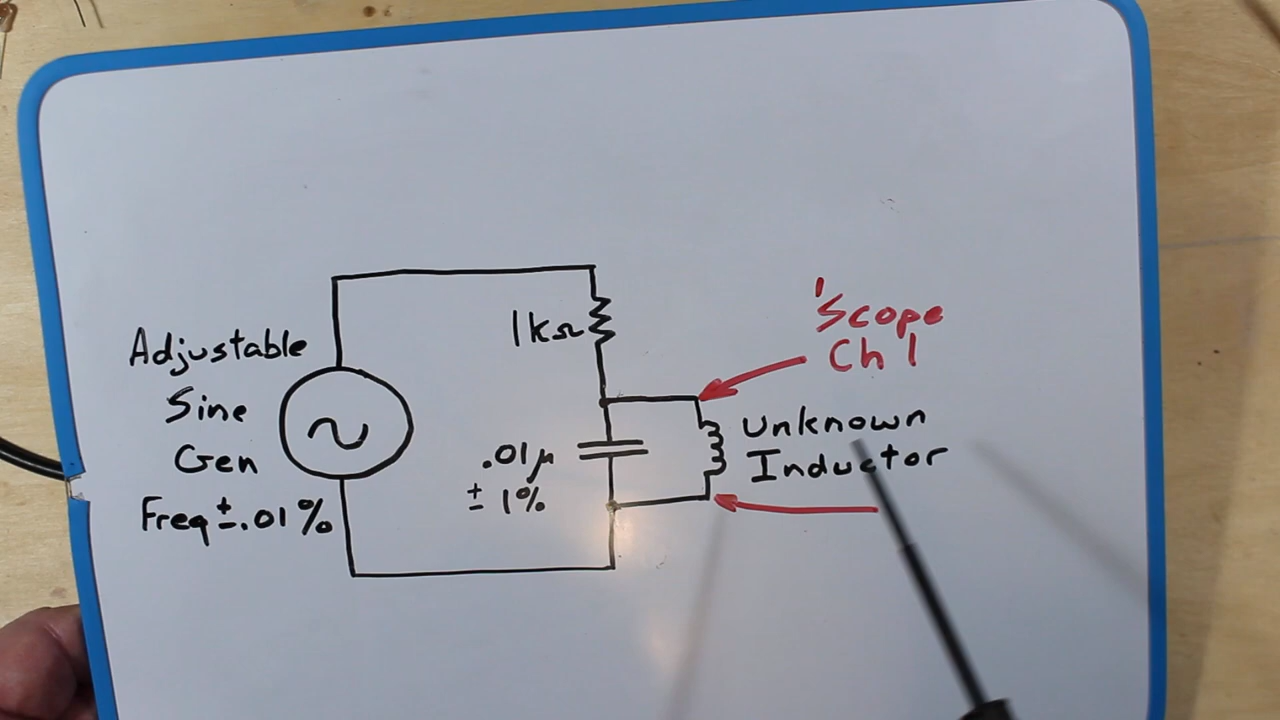 Adjustable
Sine
Gen
Freq ± .01%
1kΩ
.01μ
± 1%
'Scope
Ch 1
Unknown
Inductor